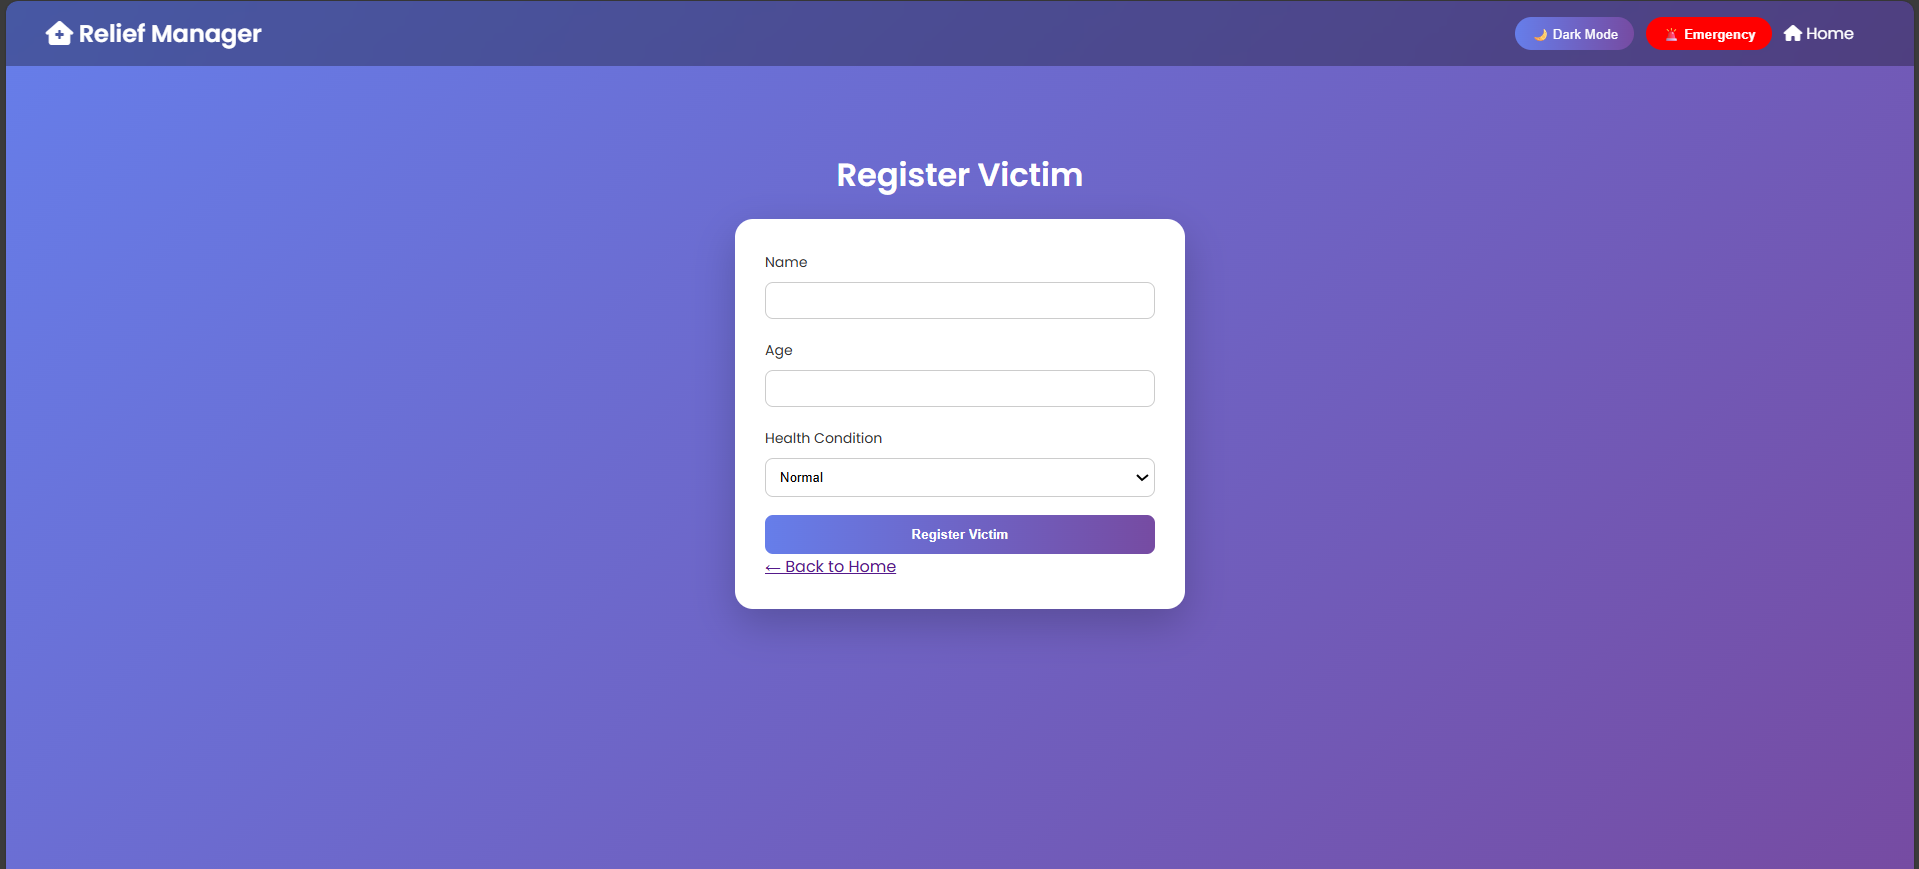 Relief Manager
🌙 Dark Mode
🚨 Emergency
Home
Register Victim
Name
Age
Health Condition
Normal
Register Victim
← Back to Home